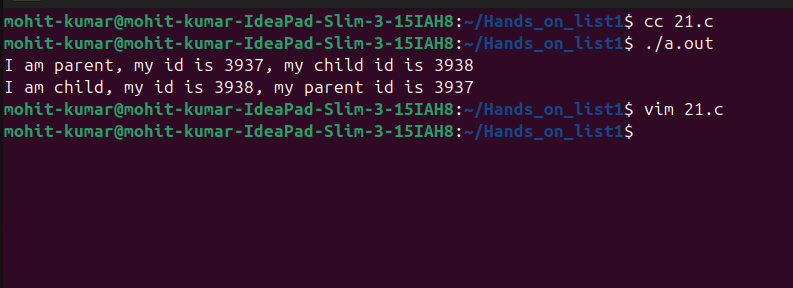 mohit-kumar@mohit-kumar-IdeaPad-Slim-3-15IAH8:~/Hands_on_list1$ cc 21.c
mohit-kumar@mohit-kumar-IdeaPad-Slim-3-15IAH8:~/Hands_on_list1$ ./a.out
I am parent, my id is 3937, my child id is 3938
I am child, my id is 3938, my parent id is 3937
mohit-kumar@mohit-kumar-IdeaPad-Slim-3-15IAH8:~/Hands_on_list1$ vim 21.c
mohit-kumar@mohit-kumar-IdeaPad-Slim-3-15IAH8:~/Hands_on_list1$